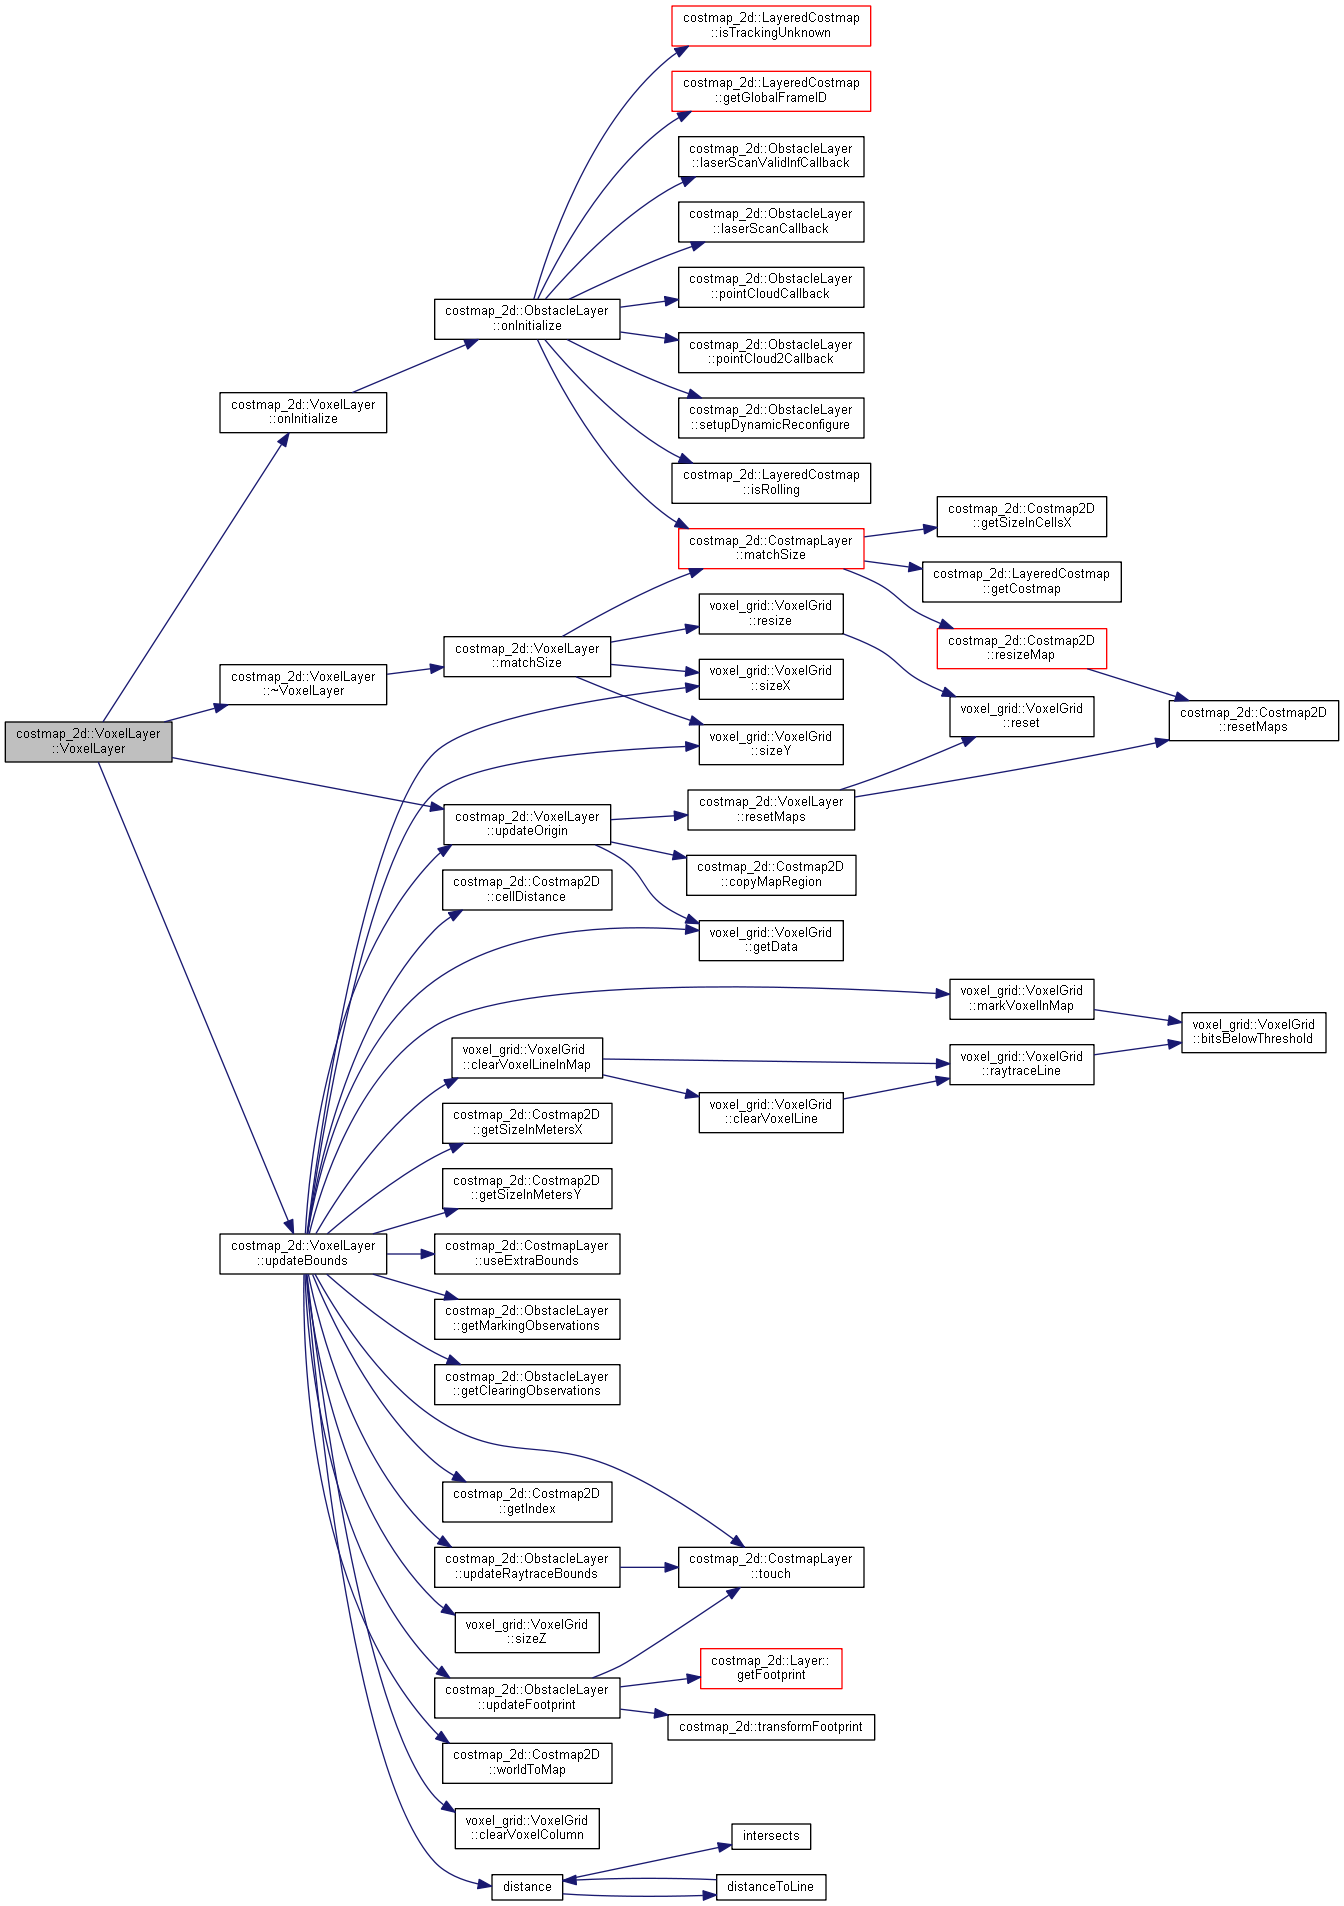 costmap_2d::LayeredCostmap
::isTrackingUnknown
costmap_2d::LayeredCostmap
::getGlobalFrameID
costmap_2d::ObstacleLayer
::laserScanValidInfCallback
costmap_2d::ObstacleLayer
::laserScanCallback
costmap_2d::ObstacleLayer
::pointCloudCallback
costmap_2d::ObstacleLayer
::onInitialize
costmap_2d::ObstacleLayer
::pointCloud2Callback
costmap_2d::VoxelLayer
::onInitialize
costmap_2d::ObstacleLayer
::setupDynamicReconfigure
costmap_2d::LayeredCostmap
::isRolling
costmap_2d::Costmap2D
::getSizeInCellsX
costmap_2d::CostmapLayer
::matchSize
costmap_2d::LayeredCostmap
::getCostmap
voxel_grid::VoxelGrid
::resize
costmap_2d::Costmap2D
::resizeMap
costmap_2d::VoxelLayer
::matchSize
costmap_2d::VoxelLayer
::~VoxelLayer
voxel_grid::VoxelGrid
::sizeX
voxel_grid::VoxelGrid
::reset
costmap_2d::Costmap2D
::resetMaps
costmap_2d::VoxelLayer
::VoxelLayer
voxel_grid::VoxelGrid
::sizeY
costmap_2d::VoxelLayer
::resetMaps
costmap_2d::VoxelLayer
::updateOrigin
costmap_2d::Costmap2D
::copyMapRegion
costmap_2d::Costmap2D
::cellDistance
voxel_grid::VoxelGrid
::getData
voxel_grid::VoxelGrid
::markVoxelInMap
voxel_grid::VoxelGrid
::bitsBelowThreshold
voxel_grid::VoxelGrid
::clearVoxelLineInMap
voxel_grid::VoxelGrid
::raytraceLine
voxel_grid::VoxelGrid
::clearVoxelLine
costmap_2d::Costmap2D
::getSizeInMetersX
costmap_2d::Costmap2D
::getSizeInMetersY
costmap_2d::VoxelLayer
::updateBounds
costmap_2d::CostmapLayer
::useExtraBounds
costmap_2d::ObstacleLayer
::getMarkingObservations
costmap_2d::ObstacleLayer
::getClearingObservations
costmap_2d::Costmap2D
::getIndex
costmap_2d::ObstacleLayer
::updateRaytraceBounds
costmap_2d::CostmapLayer
::touch
voxel_grid::VoxelGrid
::sizeZ
costmap_2d::Layer::
getFootprint
costmap_2d::ObstacleLayer
::updateFootprint
costmap_2d::transformFootprint
costmap_2d::Costmap2D
::worldToMap
voxel_grid::VoxelGrid
::clearVoxelColumn
intersects
distance
distanceToLine